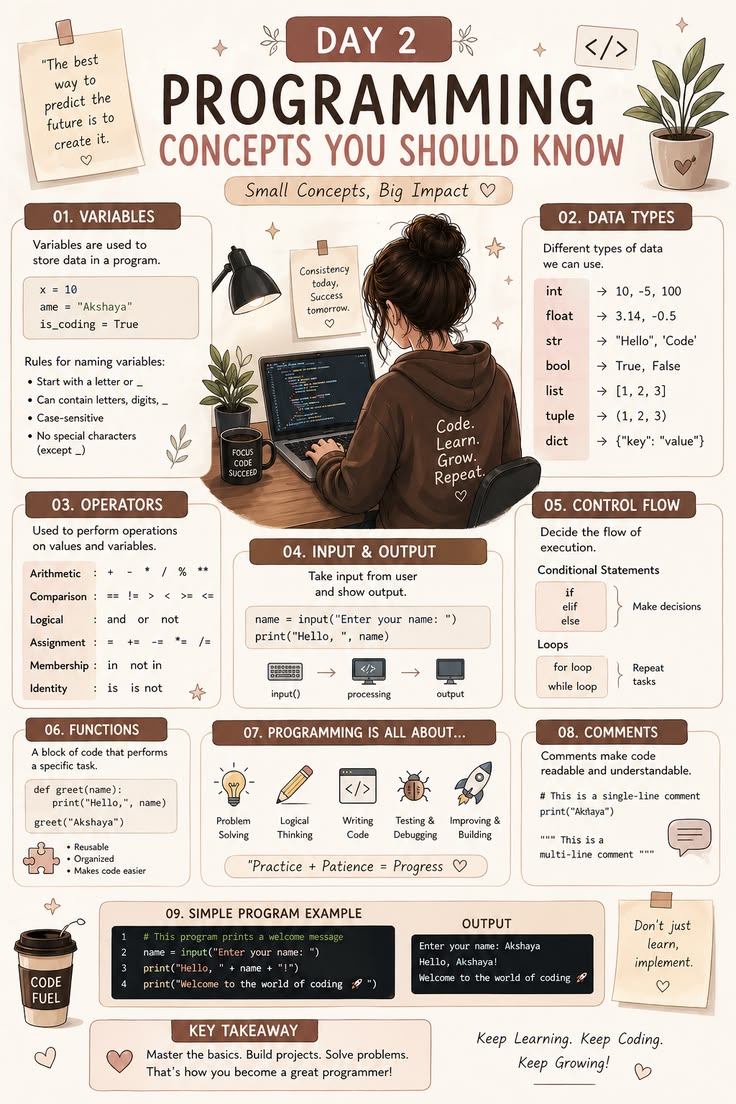 "The best
way to
predict the
future is to
create it.
♡
DAY 2
</>
PROGRAMMING
CONCEPTS YOU SHOULD KNOW
Small Concepts, Big Impact ♡
01. VARIABLES
Variables are used to
store data in a program.
x = 10
ame = "Akshaya"
is_coding = True
Rules for naming variables:
• Start with a letter or _
• Can contain letters, digits, _
• Case-sensitive
• No special characters
(except _)
Consistency
today,
Success
tomorrow.
♡
FOCUS
CODE
SUCCEED
Code.
Learn.
Grow.
Repeat.
♡
02. DATA TYPES
Different types of data
we can use.
int → 10, -5, 100
float → 3.14, -0.5
str → "Hello", 'Code'
bool → True, False
list → [1, 2, 3]
tuple → (1, 2, 3)
dict → {"key": "value"}
03. OPERATORS
Used to perform operations
on values and variables.
Arithmetic : + - * / % **
Comparison : == != > < >= <=
Logical : and or not
Assignment : = += -= *= /=
Membership : in not in
Identity : is is not
04. INPUT & OUTPUT
Take input from user
and show output.
name = input("Enter your name: ")
print("Hello, ", name)
</>
input() → processing → output
05. CONTROL FLOW
Decide the flow of
execution.
Conditional Statements
if
elif
else
Make decisions
Loops
for loop
while loop
Repeat
tasks
06. FUNCTIONS
A block of code that performs
a specific task.
def greet(name):
print("Hello,", name)
greet("Akshaya")
• Reusable
• Organized
• Makes code easier
07. PROGRAMMING IS ALL ABOUT...
</>
Problem
Solving
Logical
Thinking
Writing
Code
Testing &
Debugging
Improving &
Building
"Practice + Patience = Progress ♡
08. COMMENTS
Comments make code
readable and understandable.
# This is a single-line comment
print("Akshaya")
""" This is a
multi-line comment """
CODE
FUEL
09. SIMPLE PROGRAM EXAMPLE
1 # This program prints a welcome message
2 name = input("Enter your name: ")
3 print("Hello, " + name + "!")
4 print("Welcome to the world of coding 🚀 ")
OUTPUT
Enter your name: Akshaya
Hello, Akshaya!
Welcome to the world of coding 🚀
Don't just
learn,
implement.
♡
KEY TAKEAWAY
Master the basics. Build projects. Solve problems.
That's how you become a great programmer!
Keep Learning. Keep Coding.
Keep Growing! ♡